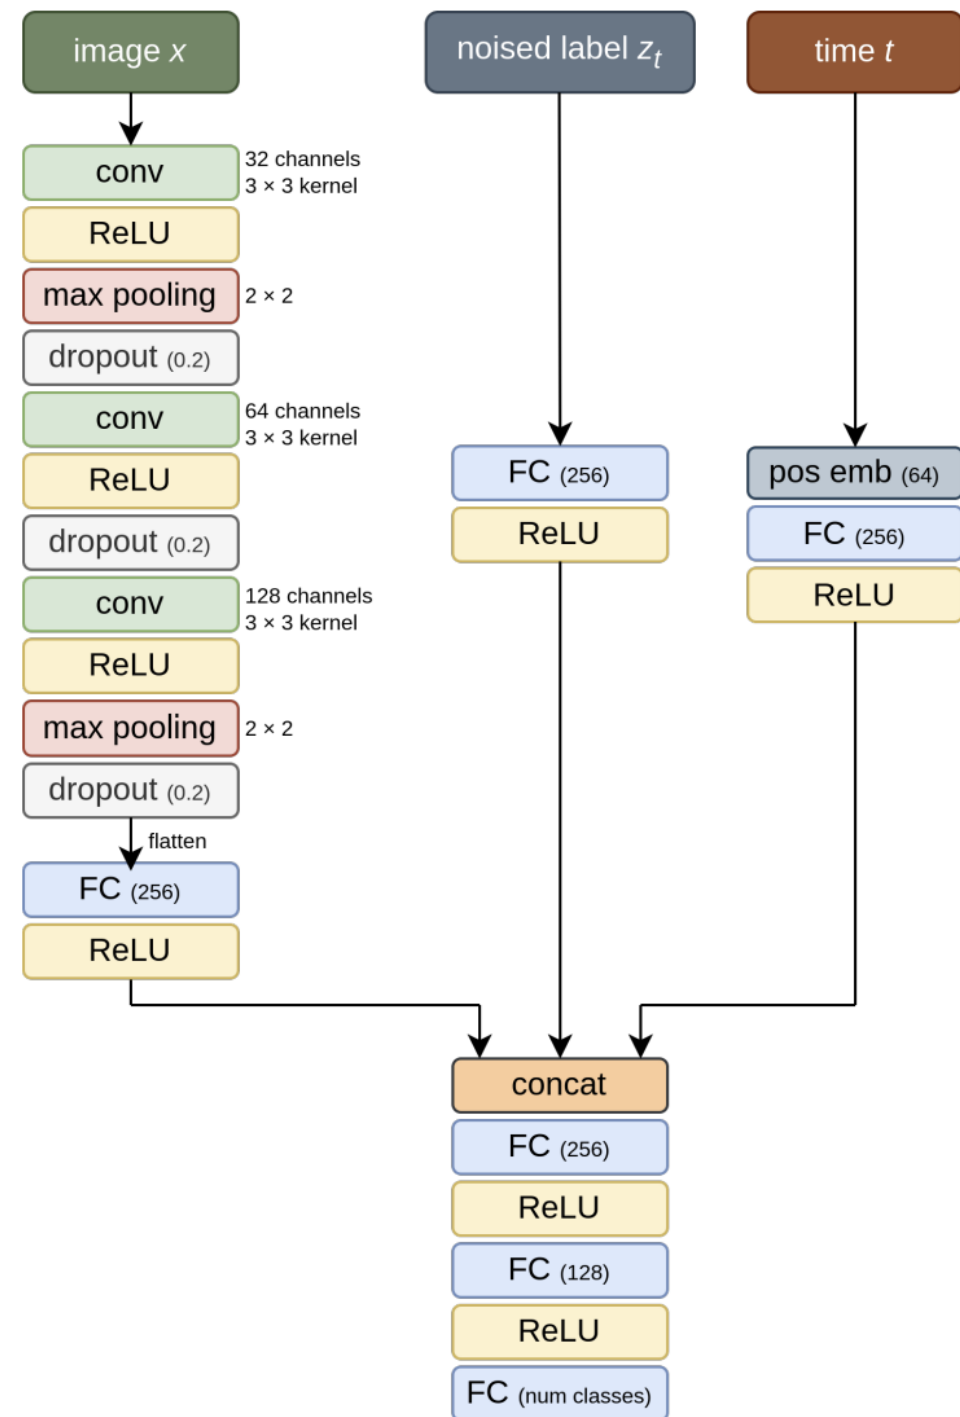 image x
noised label z_t
time t
conv
32 channels
3 × 3 kernel
ReLU
max pooling
2 × 2
dropout (0.2)
conv
64 channels
3 × 3 kernel
ReLU
dropout (0.2)
conv
128 channels
3 × 3 kernel
ReLU
max pooling
2 × 2
dropout (0.2)
flatten
FC (256)
ReLU
FC (256)
ReLU
pos emb (64)
FC (256)
ReLU
concat
FC (256)
ReLU
FC (128)
ReLU
FC (num classes)